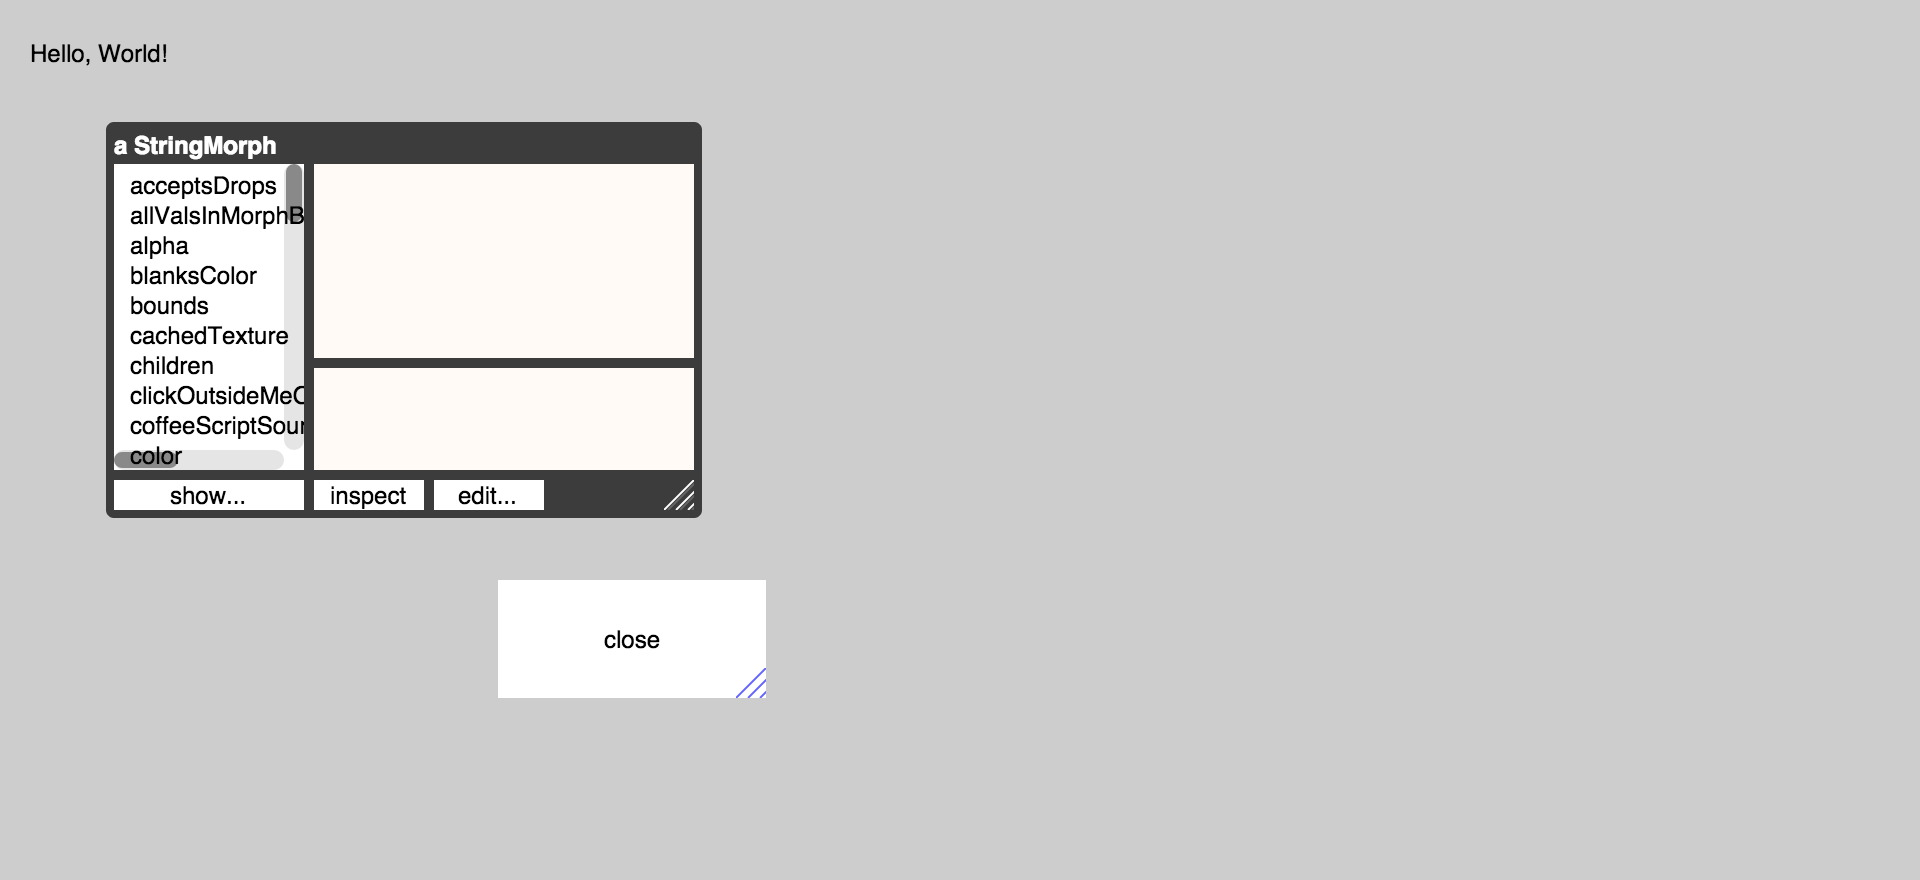 Hello, World!
a StringMorph
acceptsDrops
allValsInMorphB
alpha
blanksColor
bounds
cachedTexture
children
clickOutsideMeC
coffeeScriptSour
color
show...
inspect
edit...
close